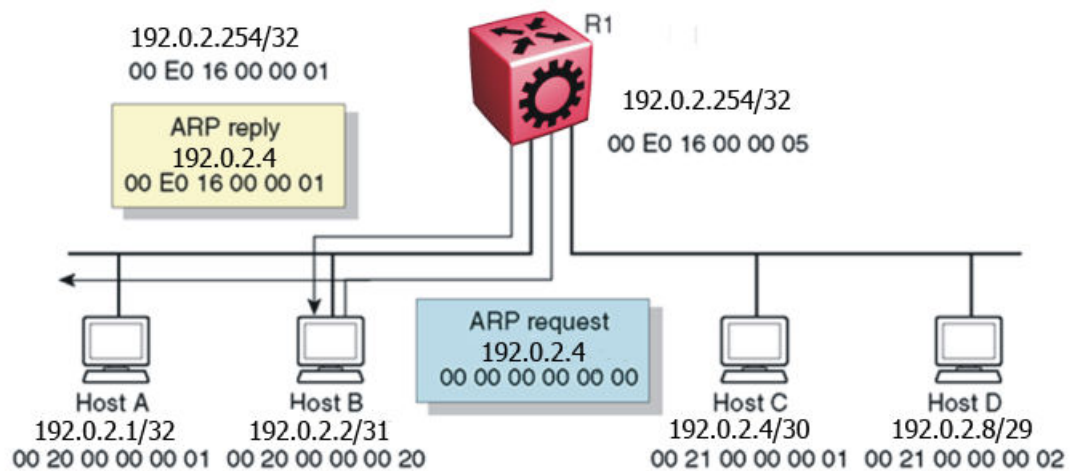 R1
192.0.2.254/32
00 E0 16 00 00 01
192.0.2.254/32
00 E0 16 00 00 05
ARP reply
192.0.2.4
00 E0 16 00 00 01
ARP request
192.0.2.4
00 00 00 00 00 00
Host A
192.0.2.1/32
00 20 00 00 00 01
Host B
192.0.2.2/31
00 20 00 00 00 20
Host C
192.0.2.4/30
00 21 00 00 00 01
Host D
192.0.2.8/29
00 21 00 00 00 02